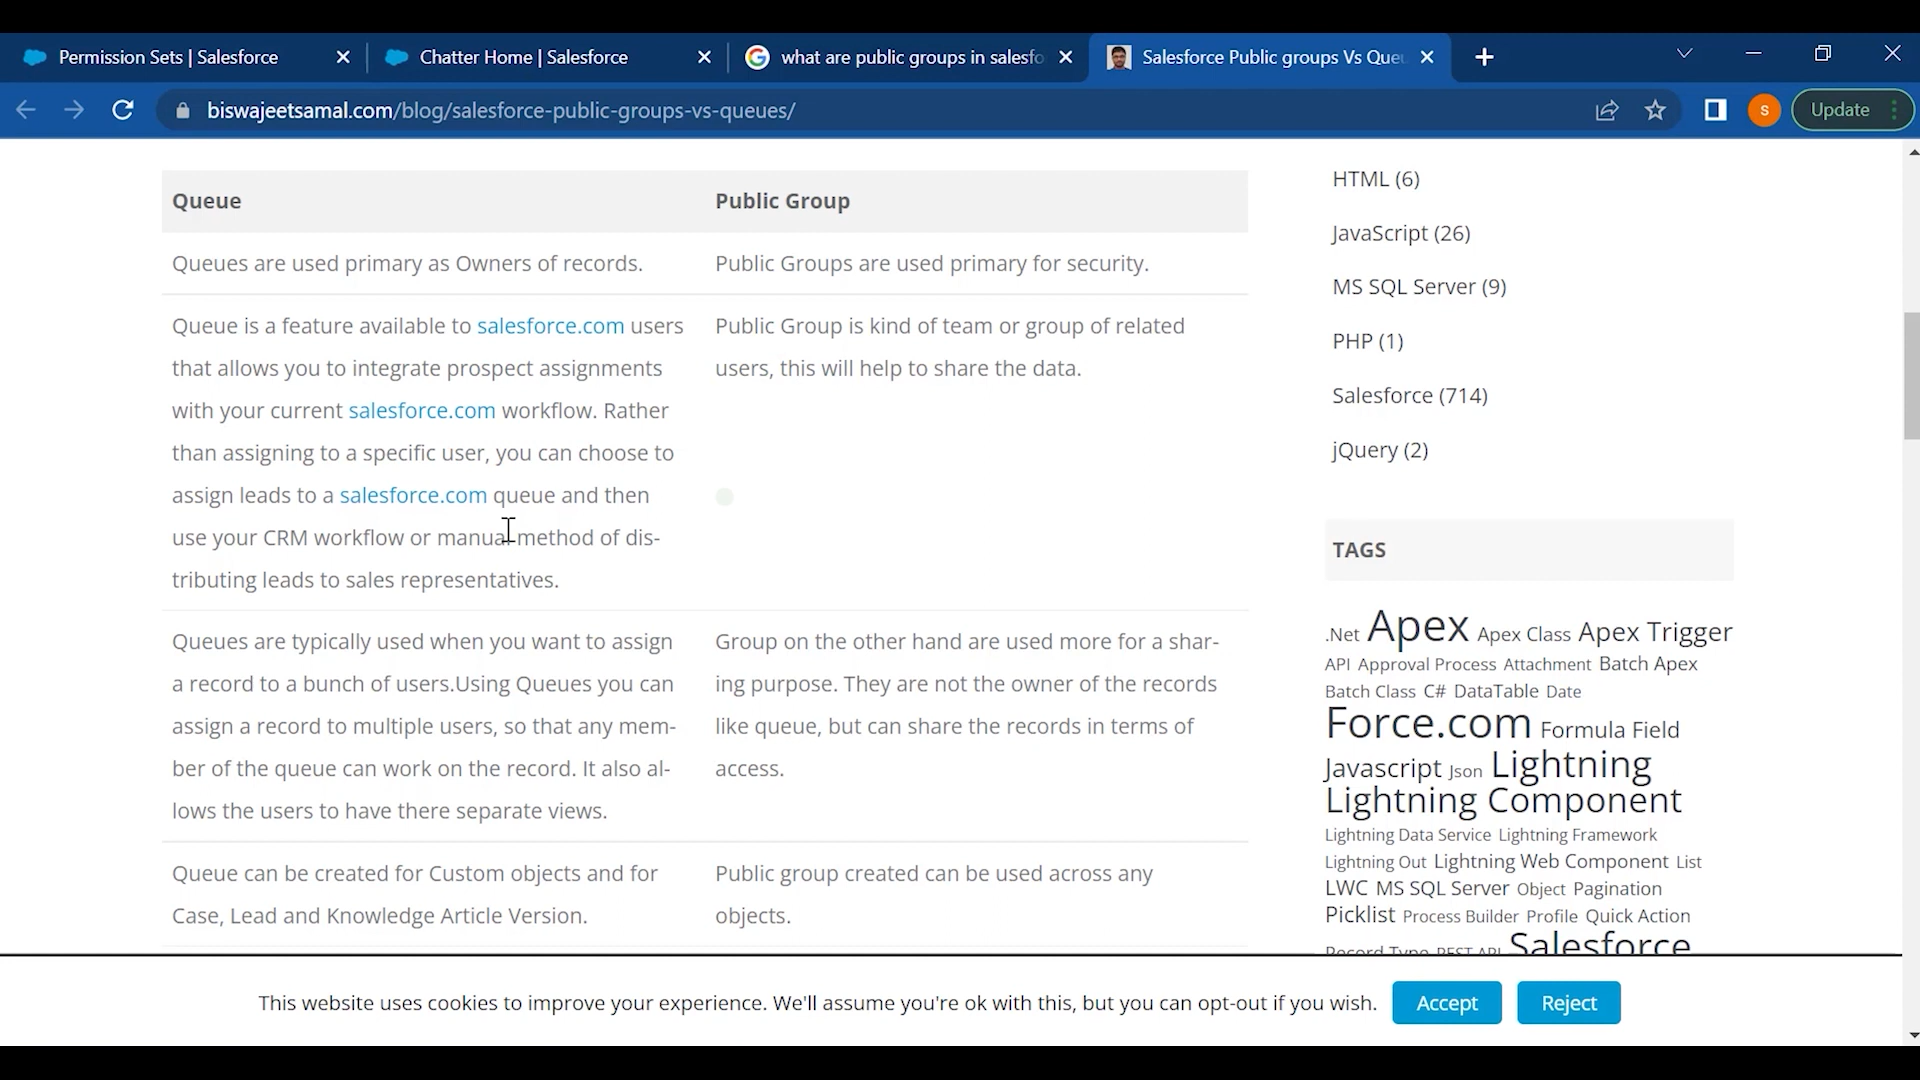 Permission Sets | Salesforce
Chatter Home | Salesforce
what are public groups in salesfo
Salesforce Public groups Vs Que
biswajeetsamal.com/blog/salesforce-public-groups-vs-queues/
s
Update
Queue
Public Group
Queues are used primary as Owners of records.
Public Groups are used primary for security.
Queue is a feature available to salesforce.com users
that allows you to integrate prospect assignments
with your current salesforce.com workflow. Rather
than assigning to a specific user, you can choose to
assign leads to a salesforce.com queue and then
use your CRM workflow or manual method of dis-
tributing leads to sales representatives.
Public Group is kind of team or group of related
users, this will help to share the data.
Queues are typically used when you want to assign
a record to a bunch of users.Using Queues you can
assign a record to multiple users, so that any mem-
ber of the queue can work on the record. It also al-
lows the users to have there separate views.
Group on the other hand are used more for a shar-
ing purpose. They are not the owner of the records
like queue, but can share the records in terms of
access.
Queue can be created for Custom objects and for
Case, Lead and Knowledge Article Version.
Public group created can be used across any
objects.
HTML (6)
JavaScript (26)
MS SQL Server (9)
PHP (1)
Salesforce (714)
jQuery (2)
TAGS
.Net Apex Apex Class Apex Trigger
API Approval Process Attachment Batch Apex
Batch Class C# DataTable Date
Force.com Formula Field
Javascript Json Lightning
Lightning Component
Lightning Data Service Lightning Framework
Lightning Out Lightning Web Component List
LWC MS SQL Server Object Pagination
Picklist Process Builder Profile Quick Action
Record Type REST API Salesforce
This website uses cookies to improve your experience. We'll assume you're ok with this, but you can opt-out if you wish.
Accept
Reject